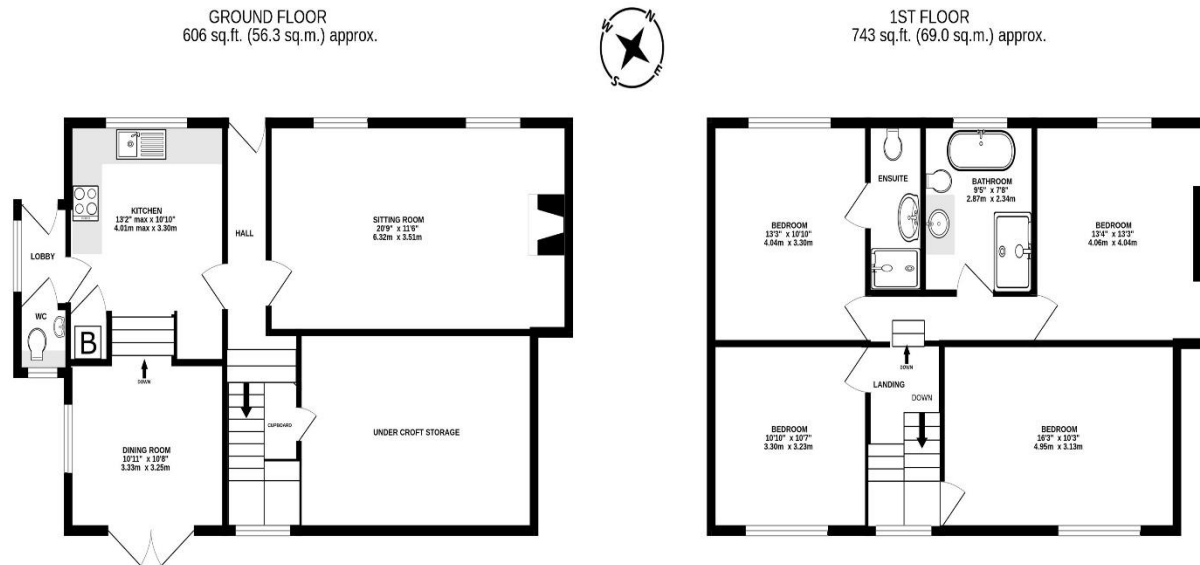 GROUND FLOOR
606 sq.ft. (56.3 sq.m.) approx.
N
W
E
S
1ST FLOOR
743 sq.ft. (69.0 sq.m.) approx.
KITCHEN
13'2" max x 10'10"
4.01m max x 3.30m
HALL
SITTING ROOM
20'9" x 11'6"
6.32m x 3.51m
LOBBY
WC
B
DOWN
DINING ROOM
10'11" x 10'8"
3.33m x 3.25m
CUPBOARD
UNDER CROFT STORAGE
BEDROOM
13'3" x 10'10"
4.04m x 3.30m
ENSUITE
BATHROOM
9'5" x 7'8"
2.87m x 2.34m
BEDROOM
13'4" x 13'3"
4.06m x 4.04m
DOWN
LANDING
DOWN
BEDROOM
10'10" x 10'7"
3.30m x 3.23m
BEDROOM
16'3" x 10'3"
4.95m x 3.13m